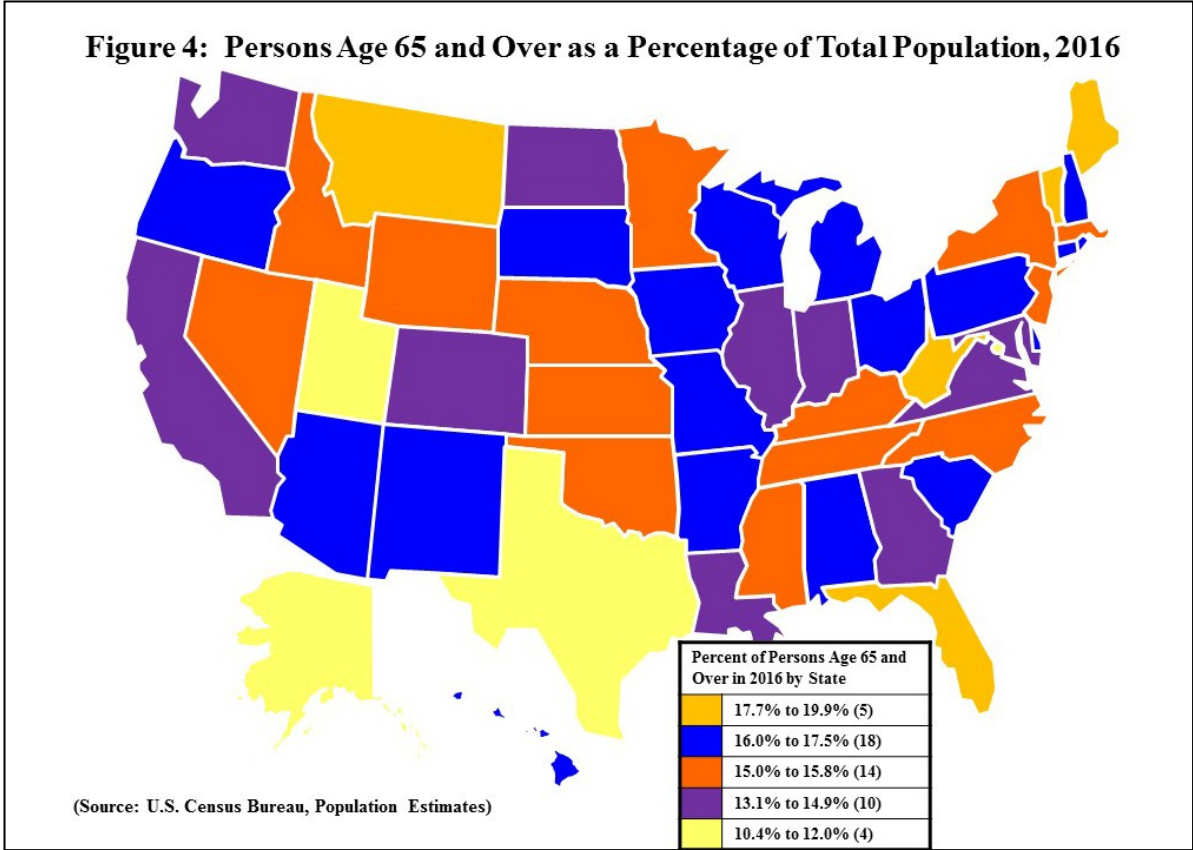 Figure 4: Persons Age 65 and Over as a Percentage of Total Population, 2016
Percent of Persons Age 65 and
Over in 2016 by State
17.7% to 19.9% (5)
16.0% to 17.5% (18)
15.0% to 15.8% (14)
13.1% to 14.9% (10)
10.4% to 12.0% (4)
(Source: U.S. Census Bureau, Population Estimates)